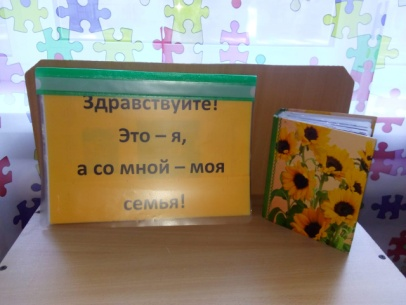 Здравствуйте!
Это – я,
а со мной – моя
семья!